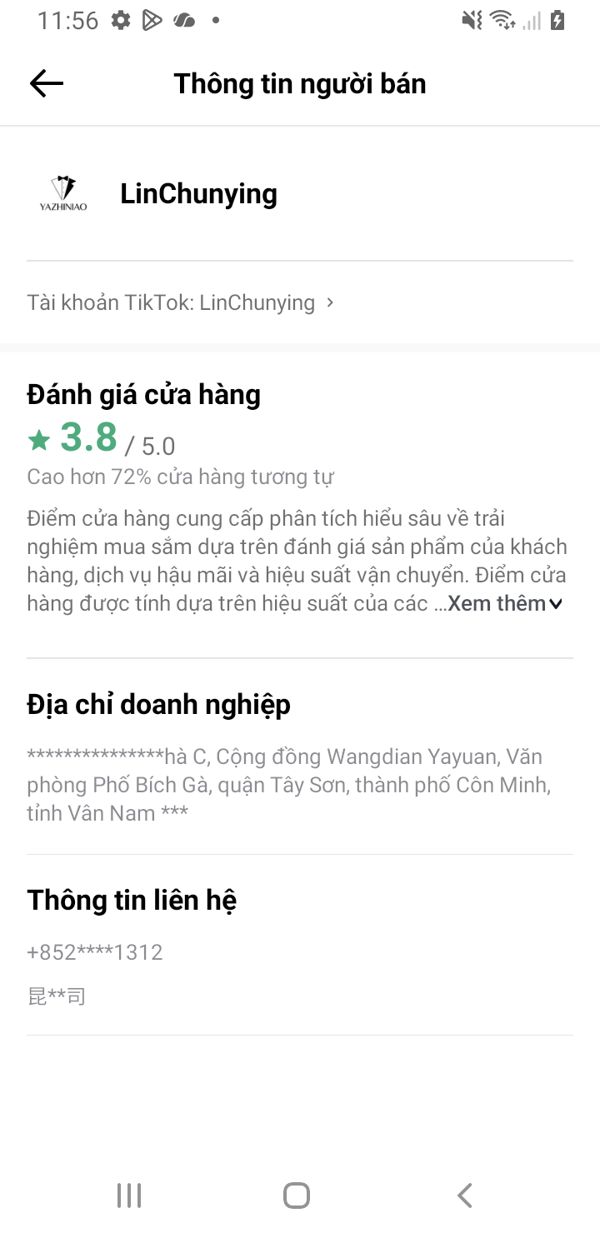 11:56
Thông tin người bán
YAZHINIAO
LinChunying
Tài khoản TikTok: LinChunying >
Đánh giá cửa hàng
3.8 / 5.0
Cao hơn 72% cửa hàng tương tự
Điểm cửa hàng cung cấp phân tích hiểu sâu về trải
nghiệm mua sắm dựa trên đánh giá sản phẩm của khách
hàng, dịch vụ hậu mãi và hiệu suất vận chuyển. Điểm cửa
hàng được tính dựa trên hiệu suất của các ...Xem thêm
Địa chỉ doanh nghiệp
***************hà C, Cộng đồng Wangdian Yayuan, Văn
phòng Phố Bích Gà, quận Tây Sơn, thành phố Côn Minh,
tỉnh Vân Nam ***
Thông tin liên hệ
+852****1312
昆**司